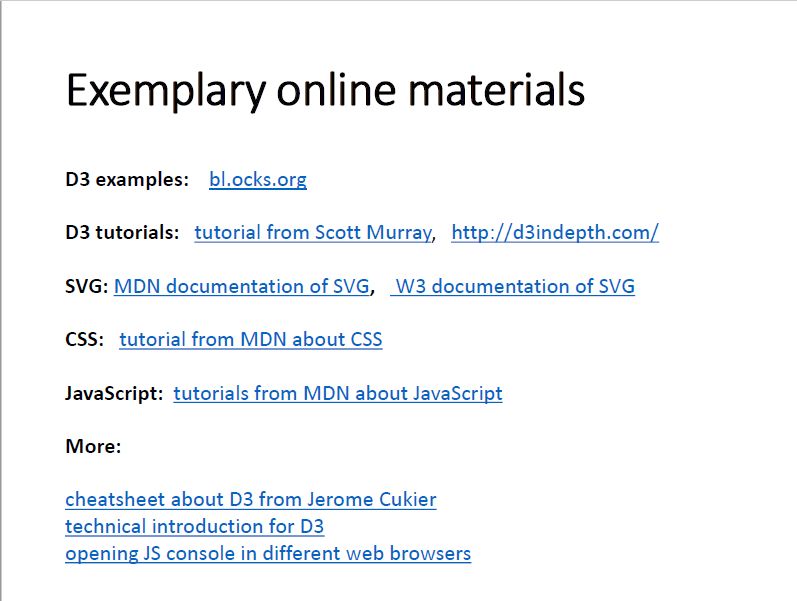 Exemplary online materials
D3 examples: bl.ocks.org
D3 tutorials: tutorial from Scott Murray, http://d3indepth.com/
SVG: MDN documentation of SVG, W3 documentation of SVG
CSS: tutorial from MDN about CSS
JavaScript: tutorials from MDN about JavaScript
More:
cheatsheet about D3 from Jerome Cukier
technical introduction for D3
opening JS console in different web browsers